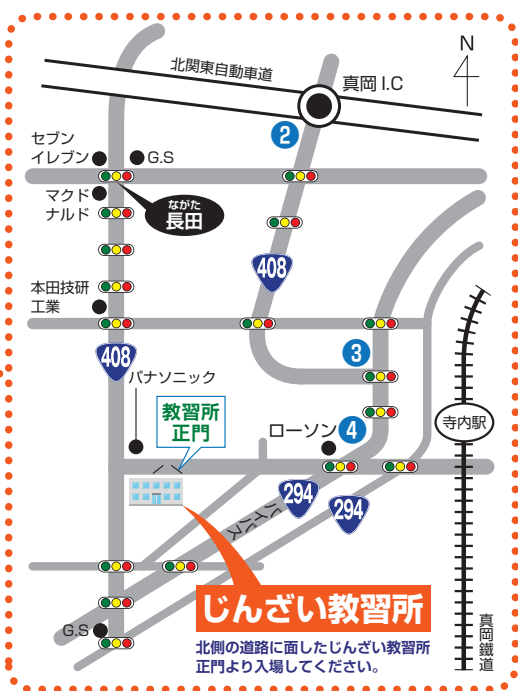 N
北関東自動車道
真岡 I.C
2
セブン
イレブン
G.S
マクド
ナルド
ながた
長田
408
本田技研
工業
408
3
パナソニック
教習所
正門
ローソン
4
寺内駅
294
294
バイパス
じんざい教習所
G.S
北側の道路に面したじんざい教習所
正門より入場してください。
真岡鐵道